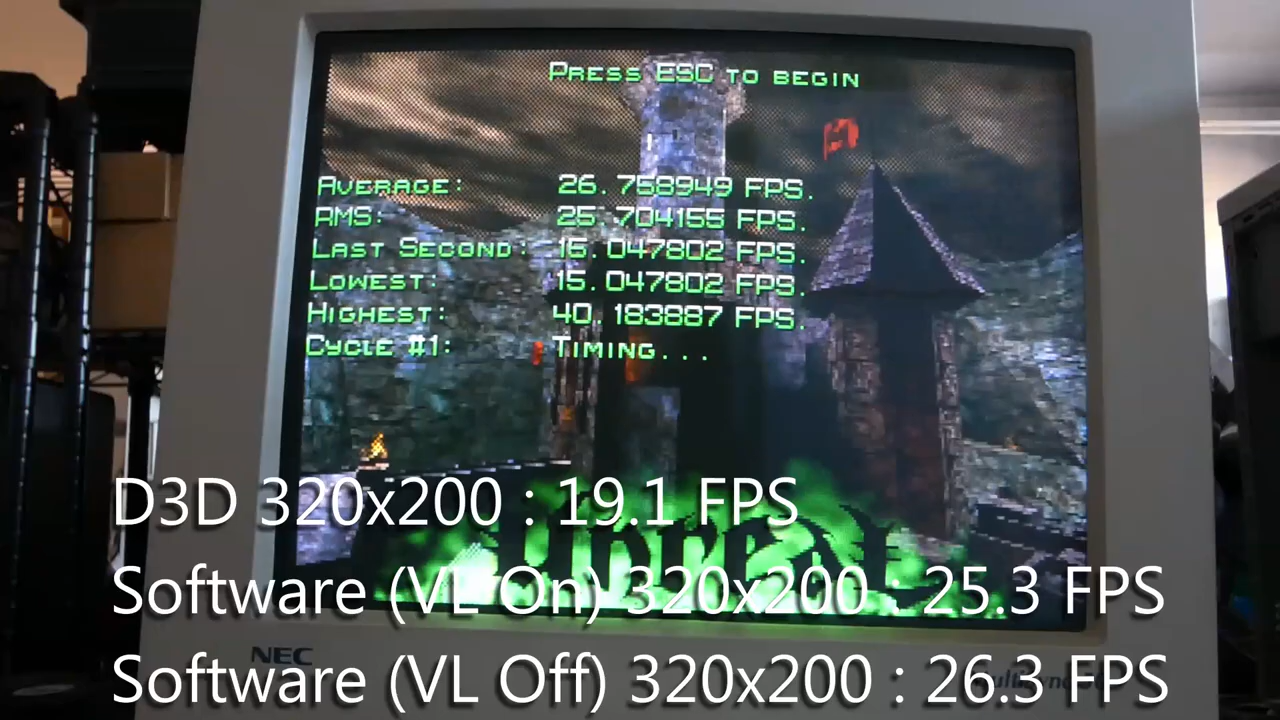 Press ESC to begin
Average: 26.758949 FPS.
RMS: 25.704155 FPS.
Last Second: 15.047802 FPS.
Lowest: 15.047802 FPS.
Highest: 40.183887 FPS.
Cycle #1: Timing...
Unreal
D3D 320x200 : 19.1 FPS
Software (VL On) 320x200 : 25.3 FPS
NEC
Software (VL Off) 320x200 : 26.3 FPS